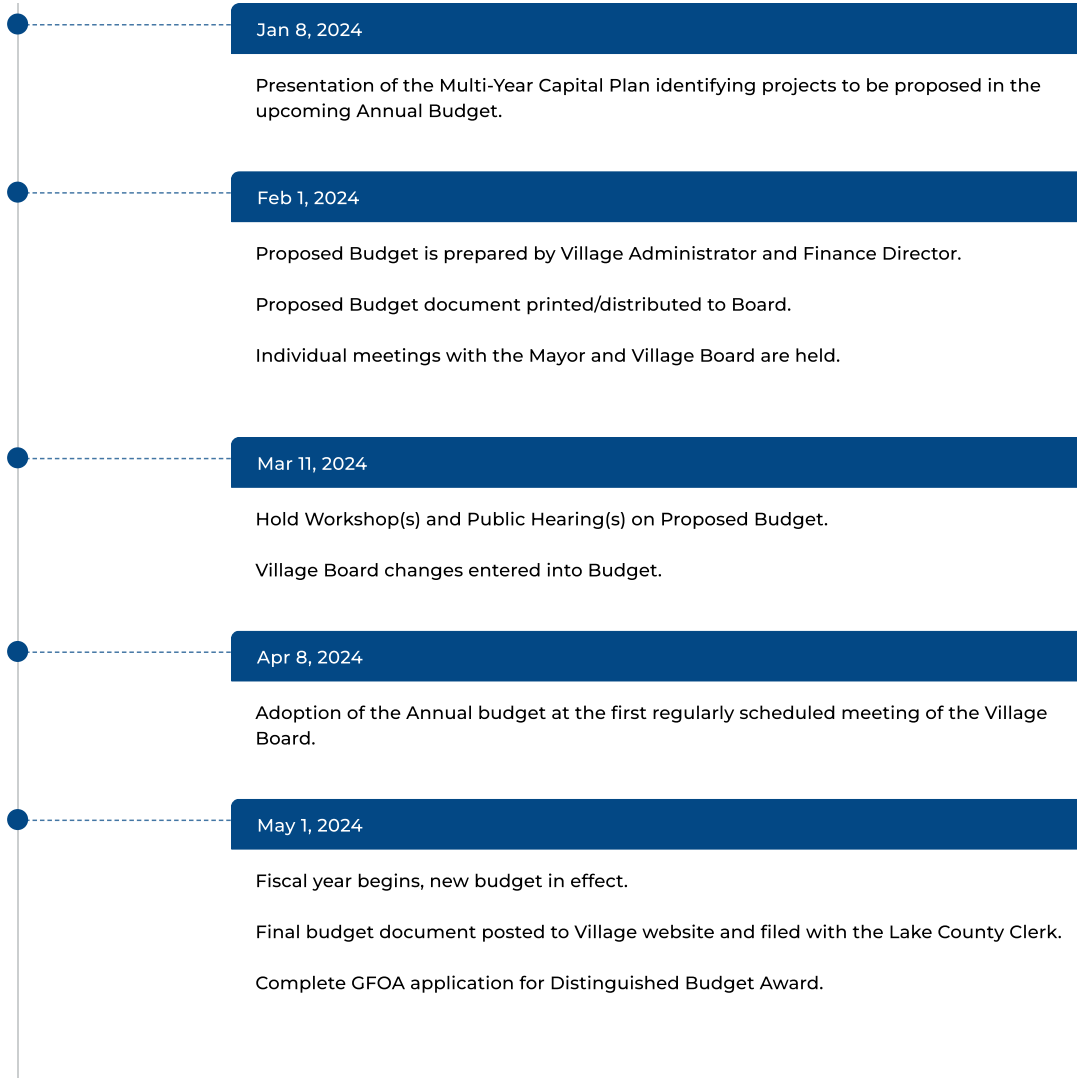 Jan 8, 2024
Presentation of the Multi-Year Capital Plan identifying projects to be proposed in the
upcoming Annual Budget.
Feb 1, 2024
Proposed Budget is prepared by Village Administrator and Finance Director.
Proposed Budget document printed/distributed to Board.
Individual meetings with the Mayor and Village Board are held.
Mar 11, 2024
Hold Workshop(s) and Public Hearing(s) on Proposed Budget.
Village Board changes entered into Budget.
Apr 8, 2024
Adoption of the Annual budget at the first regularly scheduled meeting of the Village
Board.
May 1, 2024
Fiscal year begins, new budget in effect.
Final budget document posted to Village website and filed with the Lake County Clerk.
Complete GFOA application for Distinguished Budget Award.